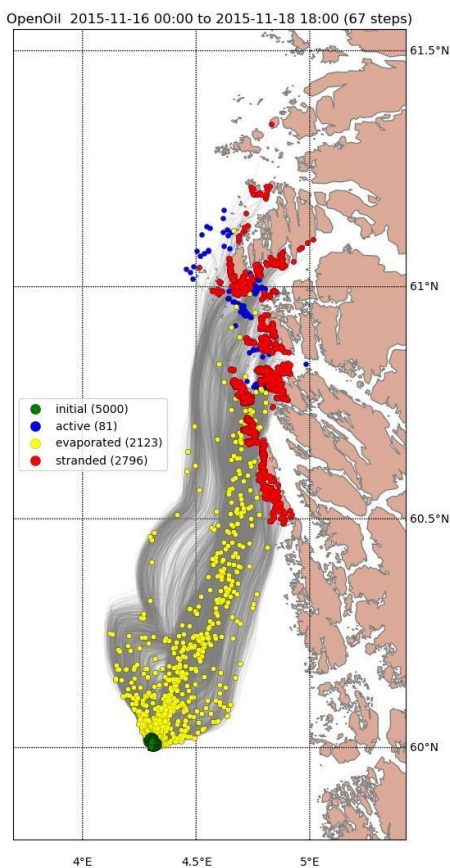 OpenOil  2015-11-16 00:00 to 2015-11-18 18:00 (67 steps)
61.5°N
61°N
initial (5000)
active (81)
evaporated (2123)
stranded (2796)
60.5°N
60°N
4°E
4.5°E
5°E